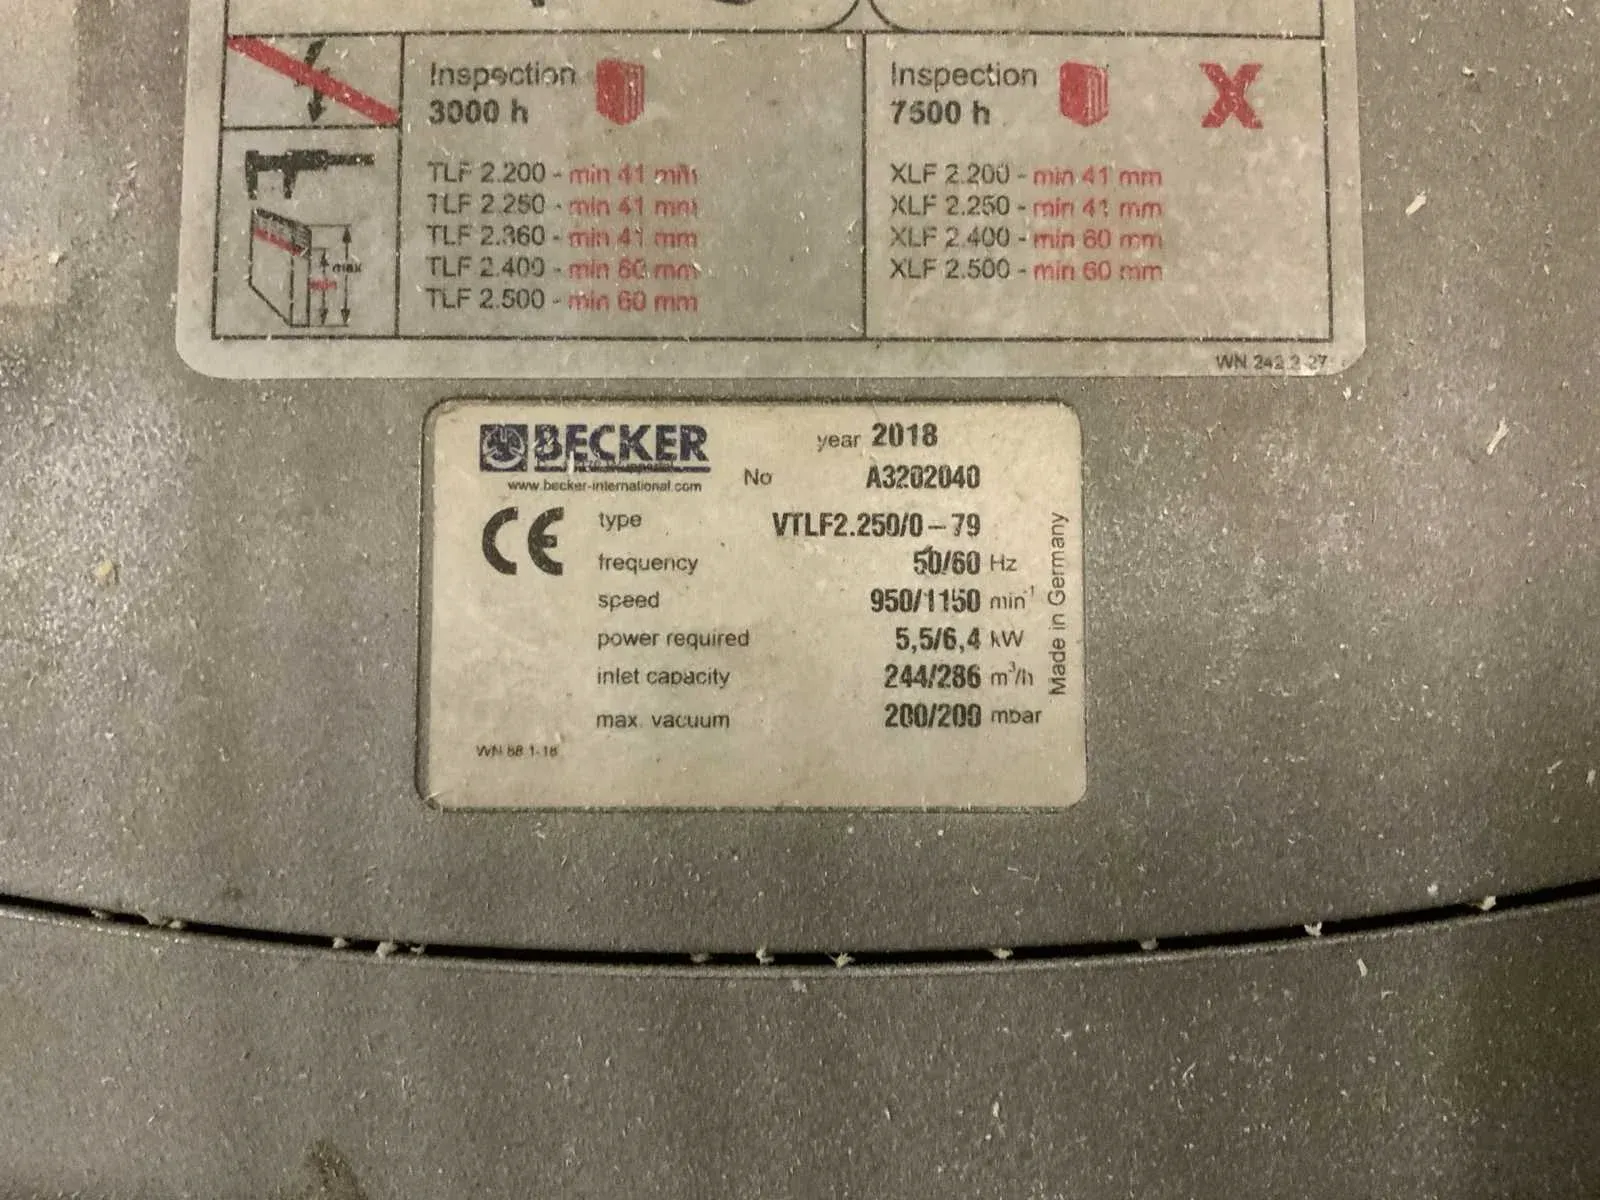 Inspection
3000 h
TLF 2.200 - min 41 mm
TLF 2.250 - min 41 mm
TLF 2.360 - min 41 mm
TLF 2.400 - min 60 mm
TLF 2.500 - min 60 mm
max
min
Inspection
7500 h
X
XLF 2.200 - min 41 mm
XLF 2.250 - min 41 mm
XLF 2.400 - min 60 mm
XLF 2.500 - min 60 mm
WN 242.2-27
BECKER
www.becker-international.com
year 2018
No A3202040
CE
type VTLF2.250/0-79
frequency 50/60 Hz
speed 950/1150 min-1
power required 5,5/6,4 kW
inlet capacity 244/286 m³/h
max. vacuum 200/200 mbar
Made in Germany
WN 88 1-18